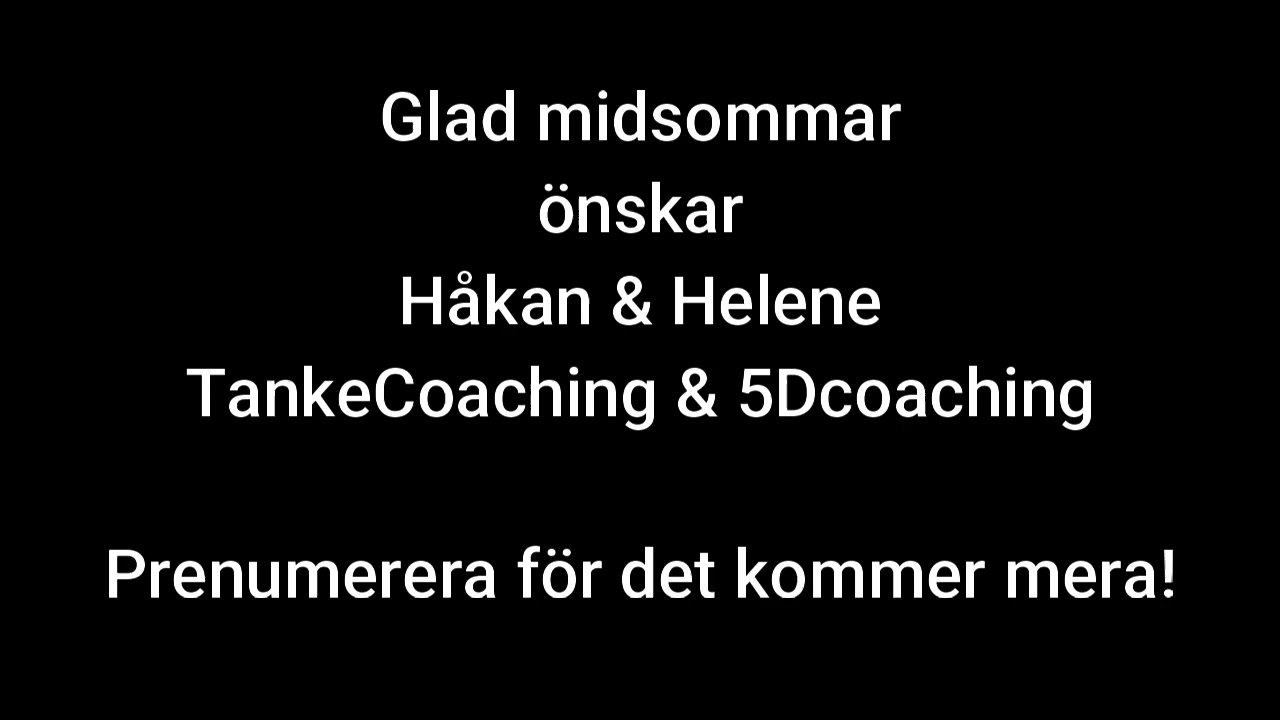 Glad midsommar
önskar
Håkan & Helene
TankeCoaching & 5Dcoaching
Prenumerera för det kommer mera!